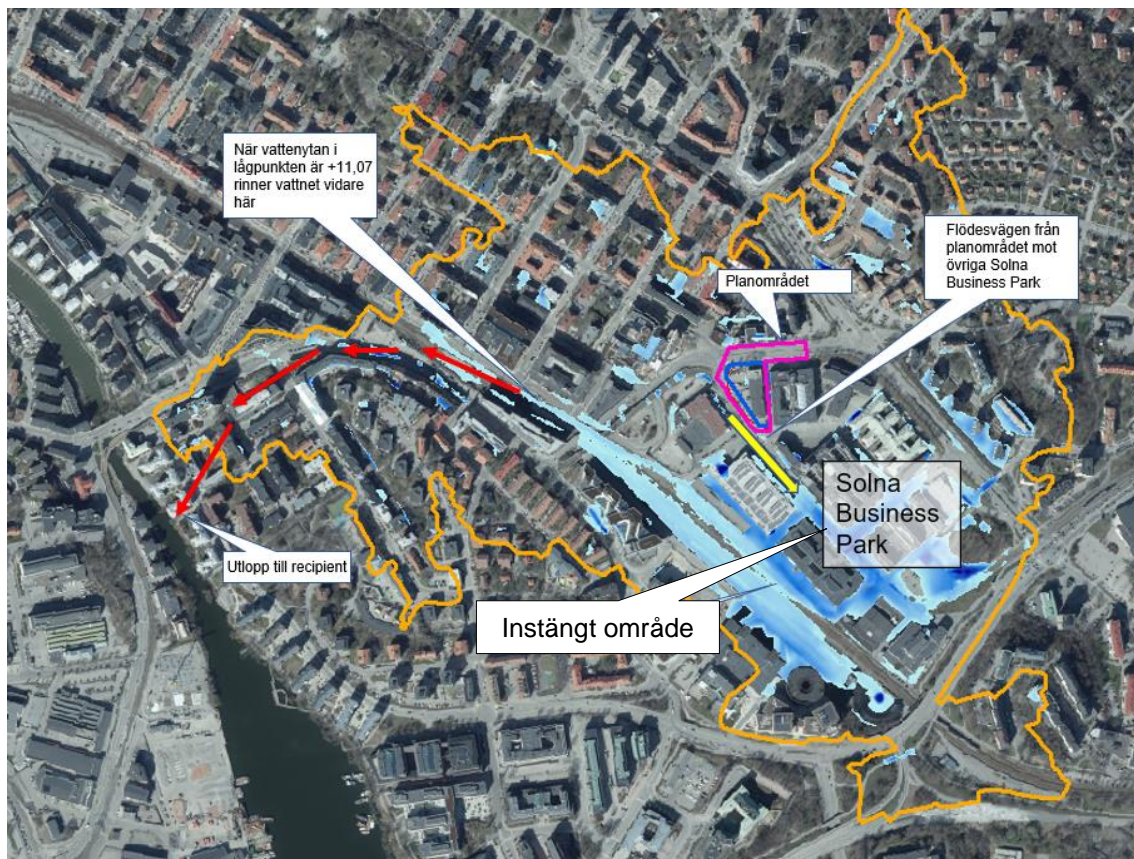 När vattenytan i
lågpunkten är +11,07
rinner vattnet vidare
här
Flödesvägen från
planområdet mot
övriga Solna
Business Park
Planområdet
Solna
Business
Park
Utlopp till recipient
Instängt område